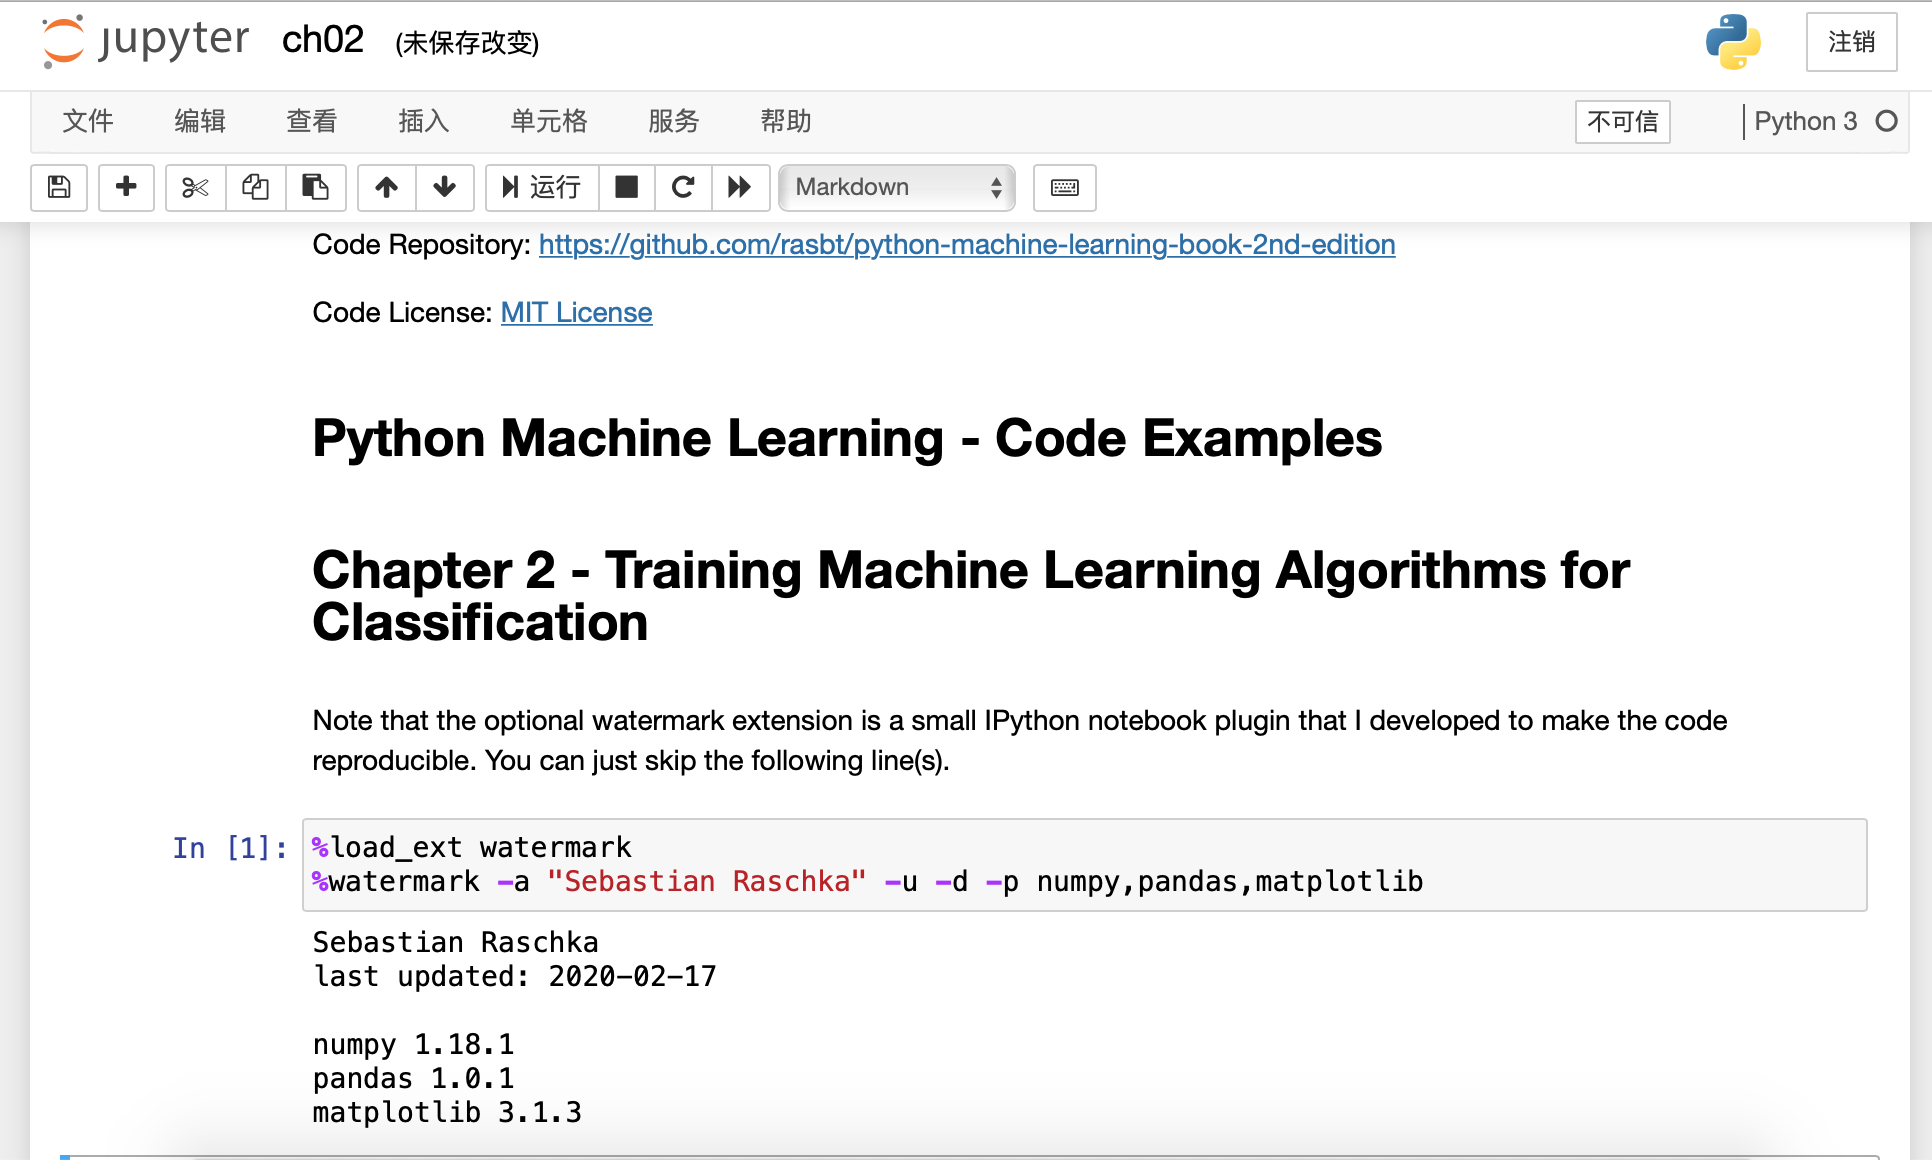 jupyter ch02 (未保存改变) 注销
文件 编辑 查看 插入 单元格 服务 帮助 不可信 Python 3
运行 Markdown
Code Repository: https://github.com/rasbt/python-machine-learning-book-2nd-edition
Code License: MIT License
Python Machine Learning - Code Examples
Chapter 2 - Training Machine Learning Algorithms for
Classification
Note that the optional watermark extension is a small IPython notebook plugin that I developed to make the code
reproducible. You can just skip the following line(s).
In [1]: %load_ext watermark
%watermark -a "Sebastian Raschka" -u -d -p numpy,pandas,matplotlib
Sebastian Raschka
last updated: 2020-02-17
numpy 1.18.1
pandas 1.0.1
matplotlib 3.1.3